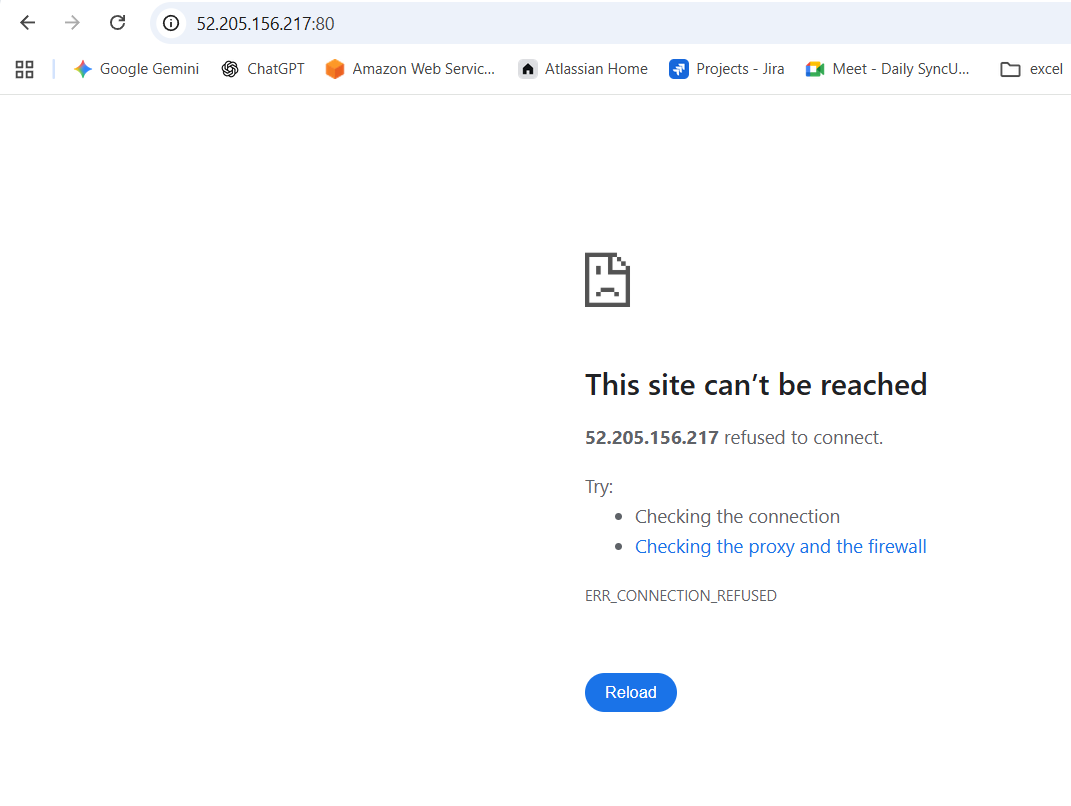 52.205.156.217:80
Google Gemini ChatGPT Amazon Web Servic... Atlassian Home Projects - Jira Meet - Daily SyncU... excel
This site can’t be reached
52.205.156.217 refused to connect.
Try:
• Checking the connection
• Checking the proxy and the firewall
ERR_CONNECTION_REFUSED
Reload